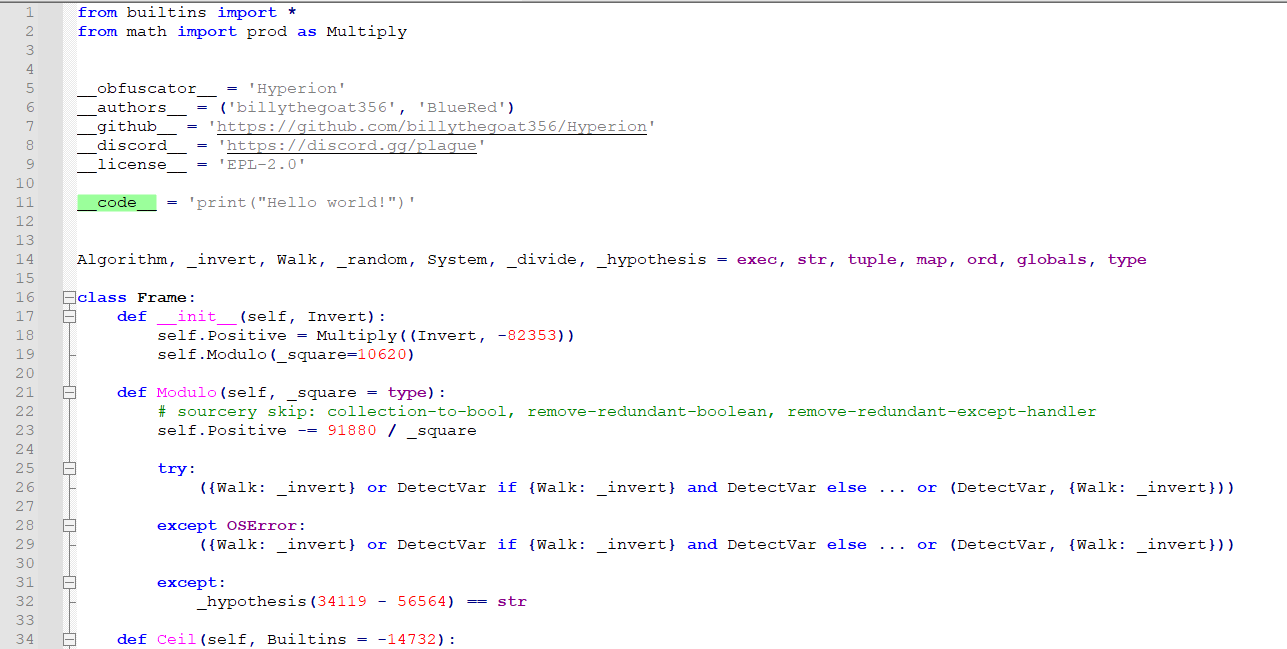 1 from builtins import *
2 from math import prod as Multiply
3
4
5 __obfuscator__ = 'Hyperion'
6 __authors__ = ('billythegoat356', 'BlueRed')
7 __github__ = 'https://github.com/billythegoat356/Hyperion'
8 __discord__ = 'https://discord.gg/plague'
9 __license__ = 'EPL-2.0'
10
11 __code__ = 'print("Hello world!")'
12
13
14 Algorithm, _invert, Walk, _random, System, _divide, _hypothesis = exec, str, tuple, map, ord, globals, type
15
16 class Frame:
17 def __init__(self, Invert):
18 self.Positive = Multiply((Invert, -82353))
19 self.Modulo(_square=10620)
20
21 def Modulo(self, _square = type):
22 # sourcery skip: collection-to-bool, remove-redundant-boolean, remove-redundant-except-handler
23 self.Positive -= 91880 / _square
24
25 try:
26 ({Walk: _invert} or DetectVar if {Walk: _invert} and DetectVar else ... or (DetectVar, {Walk: _invert}))
27
28 except OSError:
29 ({Walk: _invert} or DetectVar if {Walk: _invert} and DetectVar else ... or (DetectVar, {Walk: _invert}))
30
31 except:
32 _hypothesis(34119 - 56564) == str
33
34 def Ceil(self, Builtins = -14732):